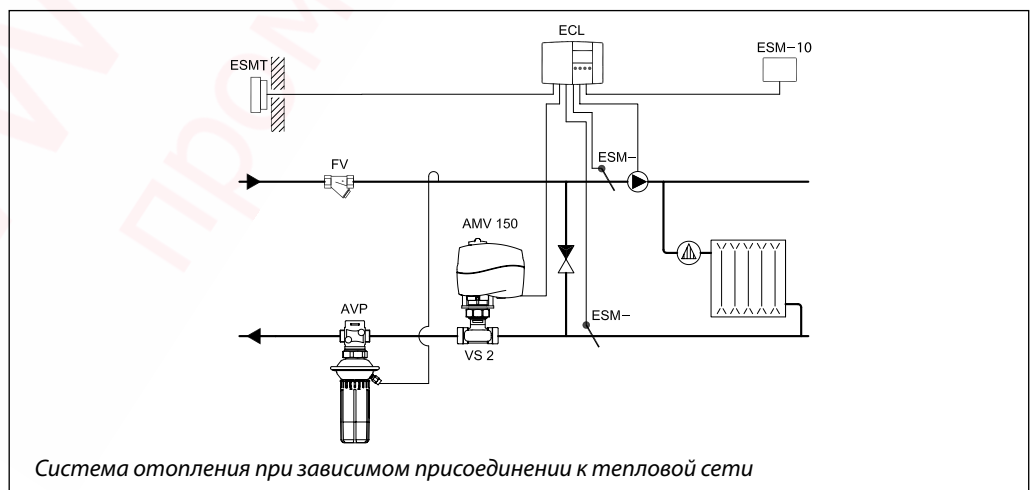 ECL
ESM-10
ESMT
ESM-
FV
AMV 150
AVP
ESM-
VS 2
Система отопления при зависимом присоединении к тепловой сети